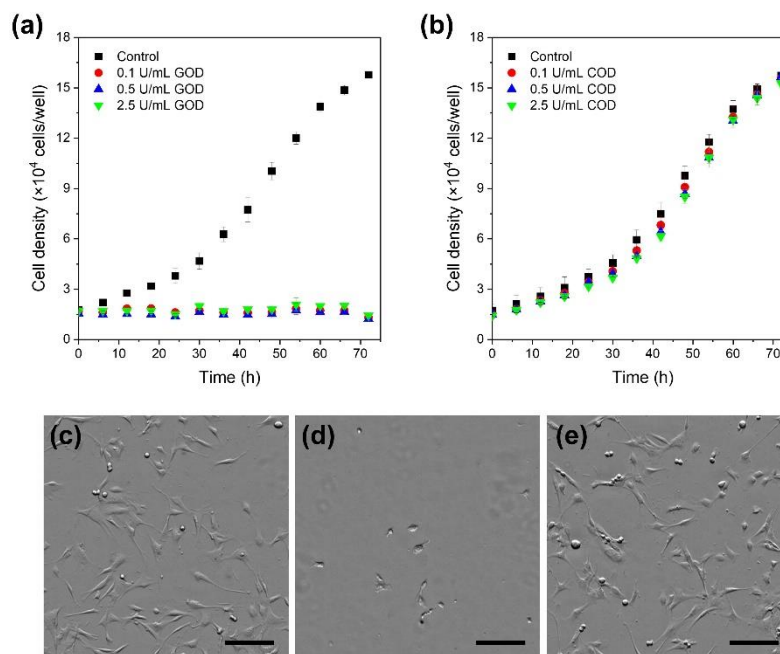 (a)
18
15
12
9
6
3
0
Cell density (×10⁴ cells/well)
Control
0.1 U/mL GOD
0.5 U/mL GOD
2.5 U/mL GOD
0 10 20 30 40 50 60 70
Time (h)
(b)
18
15
12
9
6
3
0
Cell density (×10⁴ cells/well)
Control
0.1 U/mL COD
0.5 U/mL COD
2.5 U/mL COD
0 10 20 30 40 50 60 70
Time (h)
(c)
(d)
(e)